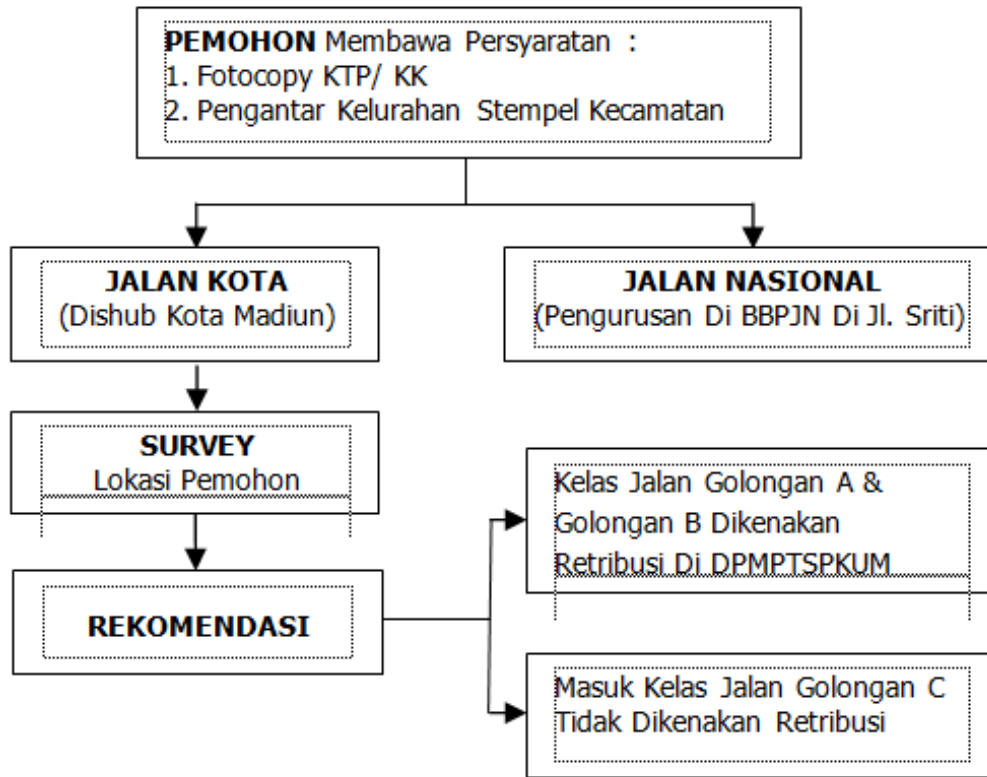 PEMOHON Membawa Persyaratan :
1. Fotocopy KTP/ KK
2. Pengantar Kelurahan Stempel Kecamatan
JALAN KOTA
(Dishub Kota Madiun)
JALAN NASIONAL
(Pengurusan Di BBPJN Di Jl. Sriti)
SURVEY
Lokasi Pemohon
REKOMENDASI
Kelas Jalan Golongan A &
Golongan B Dikenakan
Retribusi Di DPMPTSPKUM
Masuk Kelas Jalan Golongan C
Tidak Dikenakan Retribusi